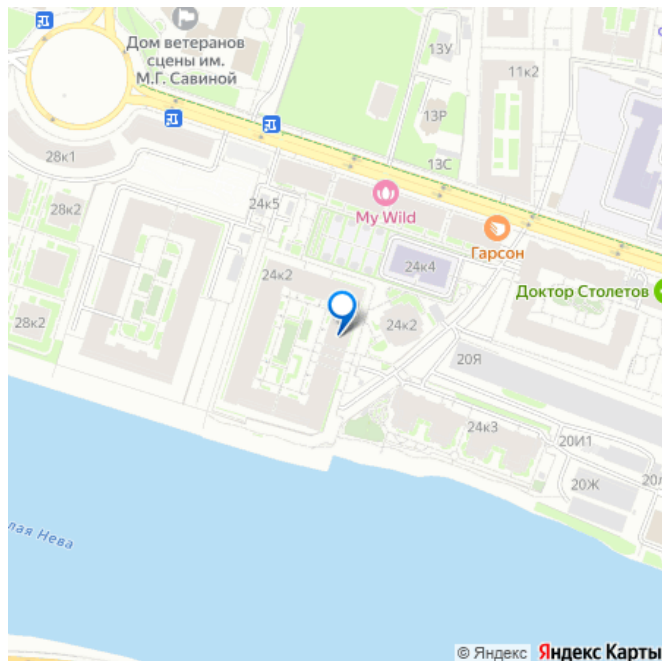 Дом ветеранов
сцены им.
М.Г. Савиной
13У
11к2
13Р
13С
28к1
My Wild
28к2
24к5
Гарсон
24к2
24к4
Доктор Столетов
28к2
24к2
20Я
24к3
20И1
20Ж
лая Нева
© Яндекс Яндекс Карты